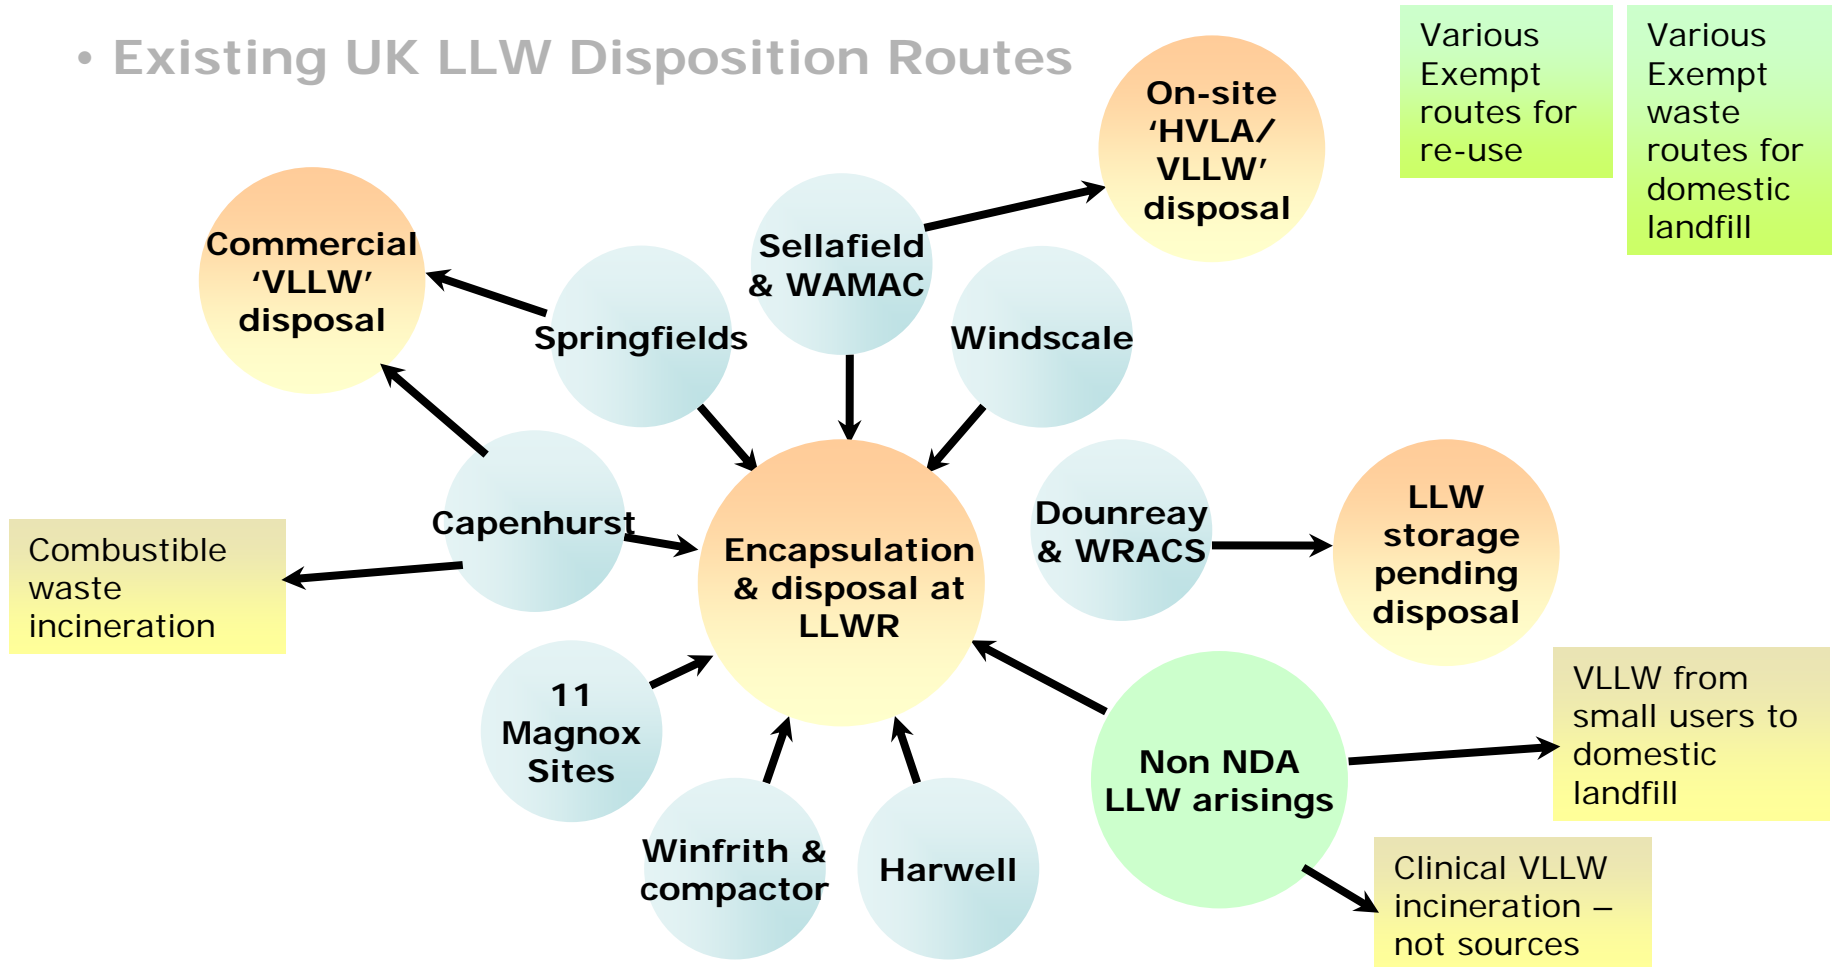 • Existing UK LLW Disposition Routes
Various
Exempt
routes for
re-use
Various
Exempt
waste
routes for
domestic
landfill
On-site
‘HVLA/
VLLW’
disposal
Commercial
‘VLLW’
disposal
Sellafield
& WAMAC
Springfields
Windscale
Capenhurst
Combustible
waste
incineration
Encapsulation
& disposal at
LLWR
Dounreay
& WRACS
LLW
storage
pending
disposal
11
Magnox
Sites
Winfrith &
compactor
Harwell
Non NDA
LLW arisings
VLLW from
small users to
domestic
landfill
Clinical VLLW
incineration –
not sources